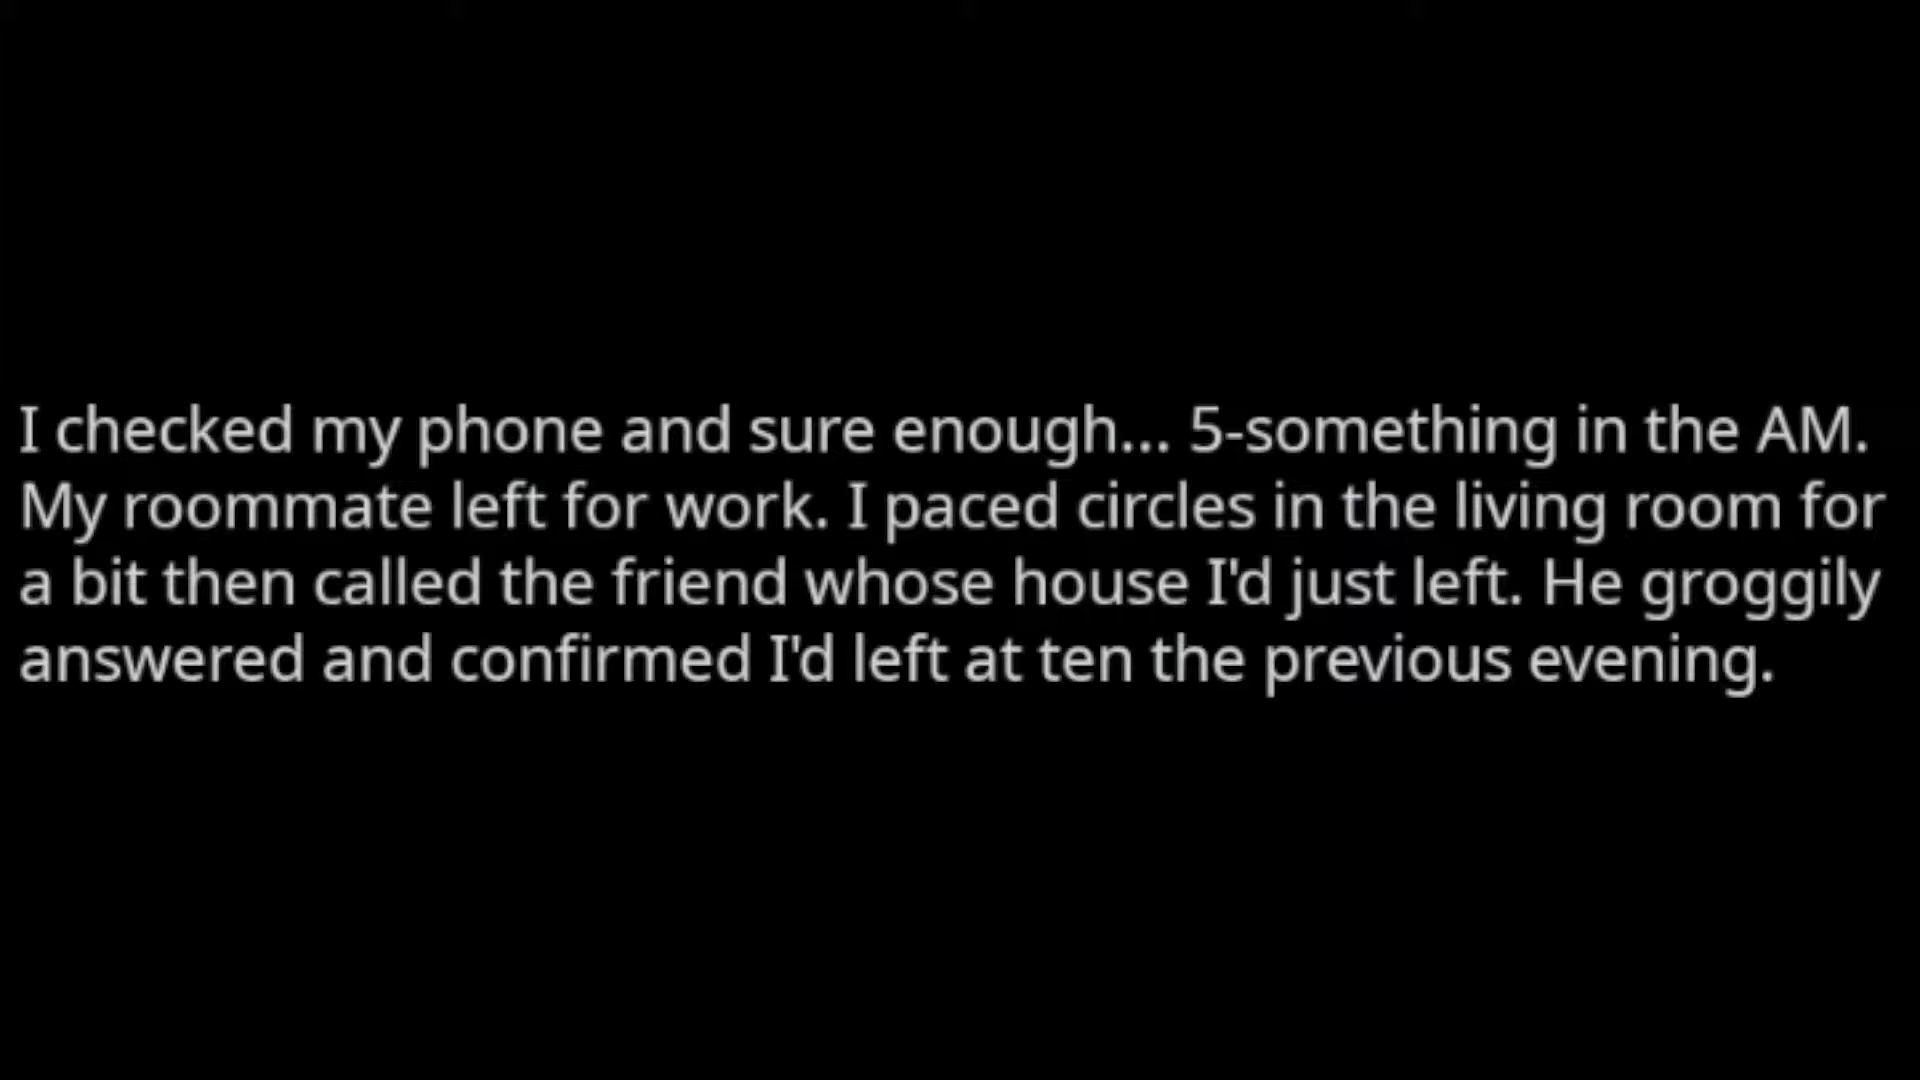 I checked my phone and sure enough... 5-something in the AM.
My roommate left for work. I paced circles in the living room for
a bit then called the friend whose house I'd just left. He groggily
answered and confirmed I'd left at ten the previous evening.